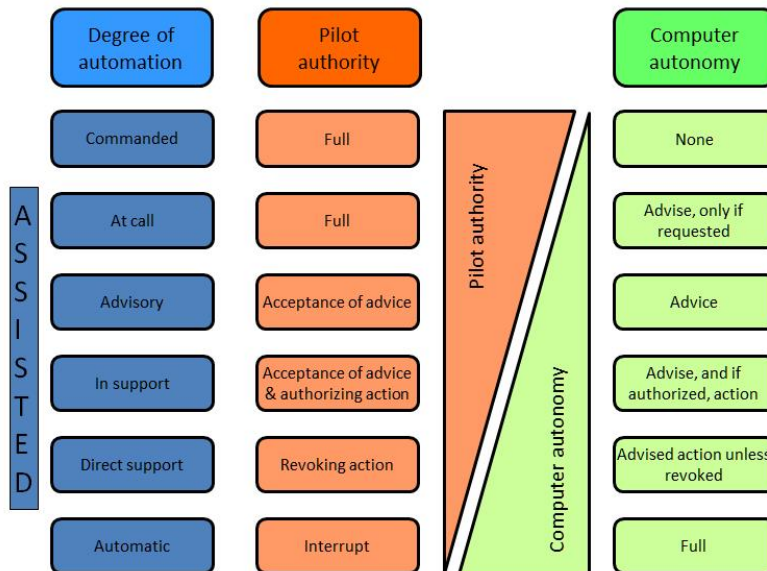 Degree of
automation
Pilot
authority
Computer
autonomy
Commanded
Full
None
ASSISTED
At call
Full
Advise, only if
requested
Advisory
Acceptance of advice
Advice
In support
Acceptance of advice
& authorizing action
Advise, and if
authorized, action
Direct support
Revoking action
Advised action unless
revoked
Automatic
Interrupt
Full
Pilot authority
Computer autonomy